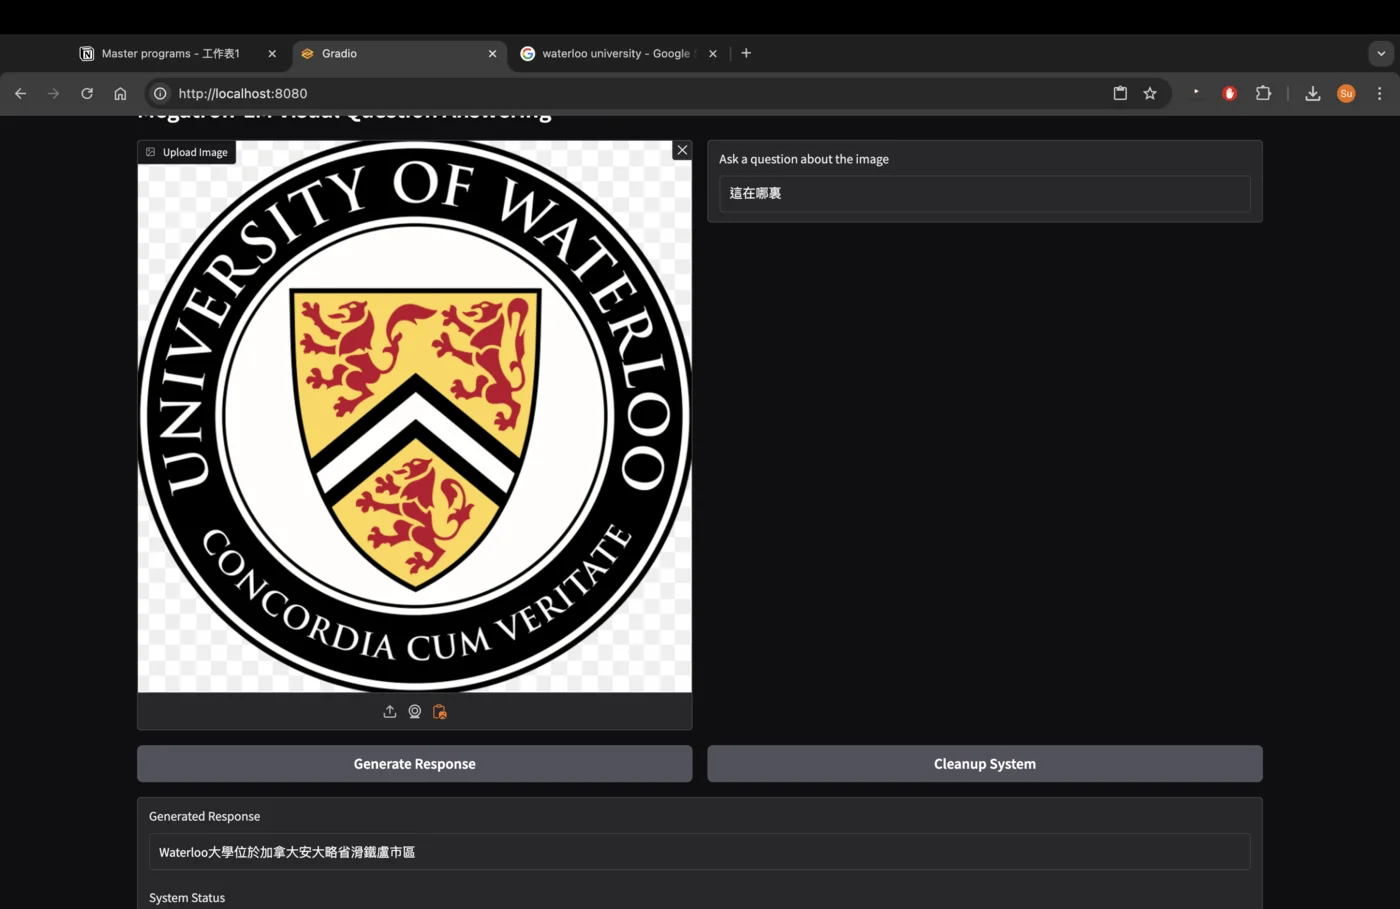 Master programs - 工作表1
Gradio
waterloo university - Google
http://localhost:8080
Su
Visual Question Answering
Upload Image
Ask a question about the image
這在哪裏
UNIVERSITY OF WATERLOO
CONCORDIA CUM VERITATE
Generate Response
Cleanup System
Generated Response
Waterloo大學位於加拿大安大略省滑鐵盧市區
System Status